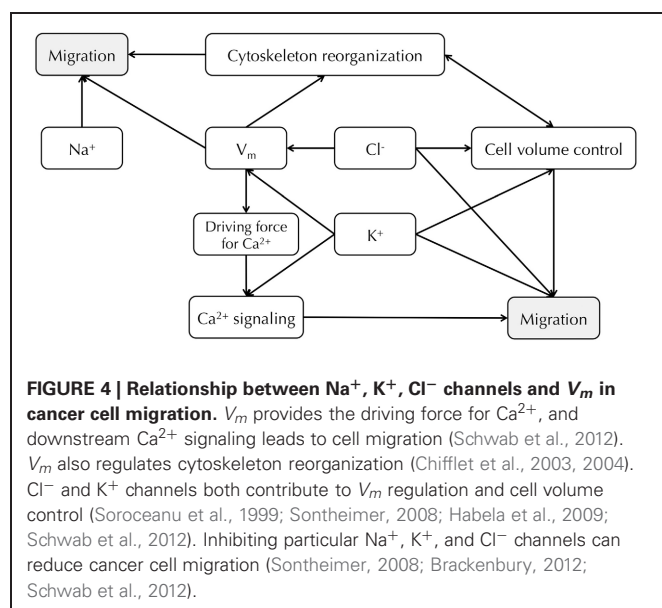 Migration
Cytoskeleton reorganization
Na⁺
Vₘ
Cl⁻
Cell volume control
Driving force
for Ca²⁺
K⁺
Ca²⁺ signaling
Migration
FIGURE 4 | Relationship between Na⁺, K⁺, Cl⁻ channels and Vₘ in
cancer cell migration. Vₘ provides the driving force for Ca²⁺, and
downstream Ca²⁺ signaling leads to cell migration (Schwab et al., 2012).
Vₘ also regulates cytoskeleton reorganization (Chifflet et al., 2003, 2004).
Cl⁻ and K⁺ channels both contribute to Vₘ regulation and cell volume
control (Soroceanu et al., 1999; Sontheimer, 2008; Habela et al., 2009;
Schwab et al., 2012). Inhibiting particular Na⁺, K⁺, and Cl⁻ channels can
reduce cancer cell migration (Sontheimer, 2008; Brackenbury, 2012;
Schwab et al., 2012).